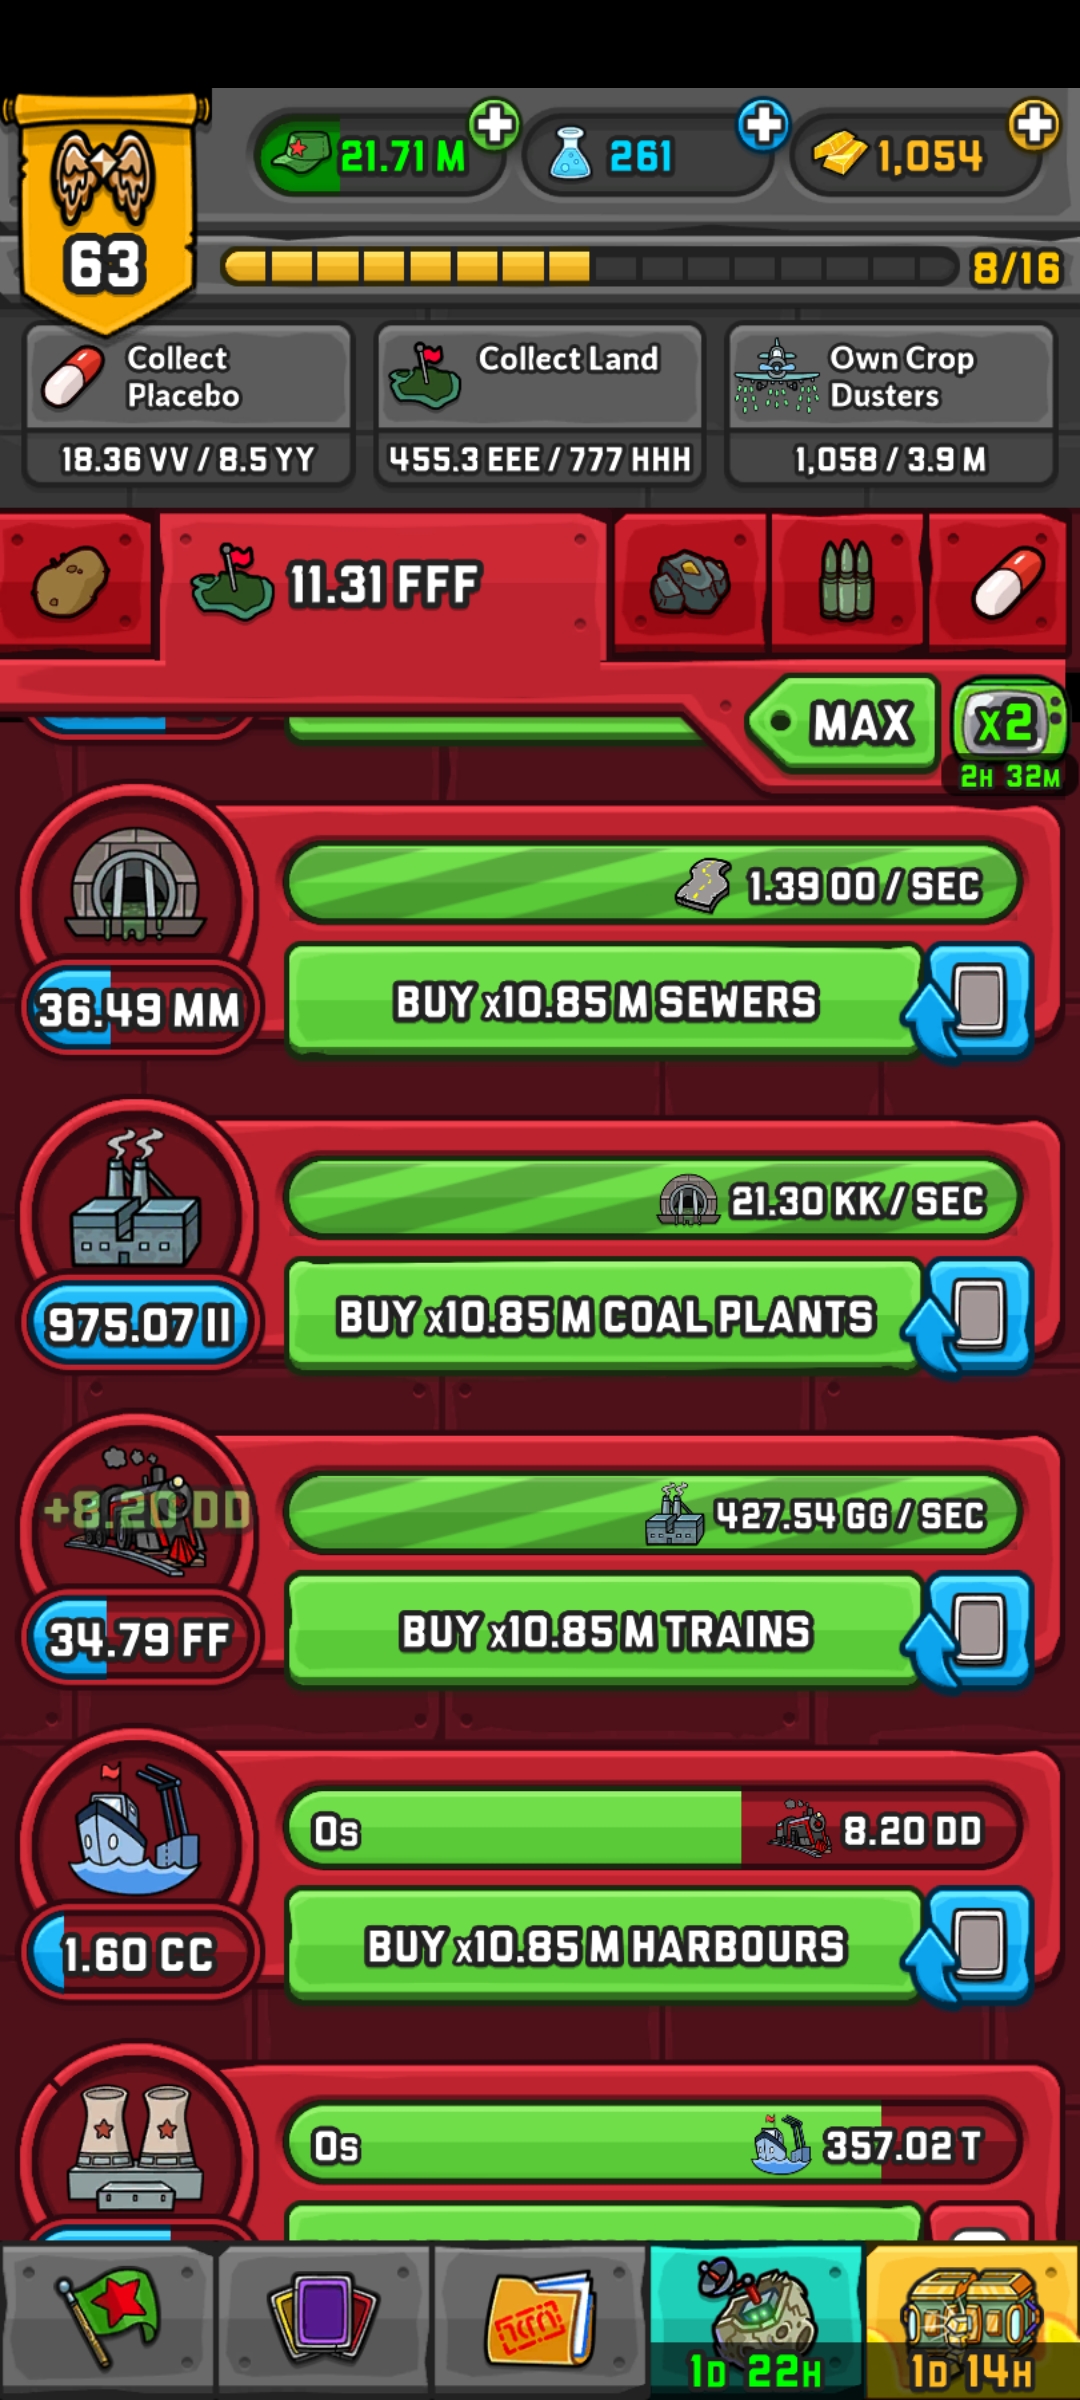 21.71 M
261
1,054
63
8/16
Collect
Placebo
18.36 VV / 8.5 YY
Collect Land
455.3 EEE / 777 HHH
Own Crop
Dusters
1,058 / 3.9 M
11.31 FFF
MAX
x2
2H 32M
1.39 OO / SEC
36.49 MM
BUY x10.85 M SEWERS
21.30 KK / SEC
975.07 II
BUY x10.85 M COAL PLANTS
+8.20 DD
427.54 GG / SEC
34.79 FF
BUY x10.85 M TRAINS
0s
8.20 DD
1.60 CC
BUY x10.85 M HARBOURS
0s
357.02 T
1D 22H
1D 14H